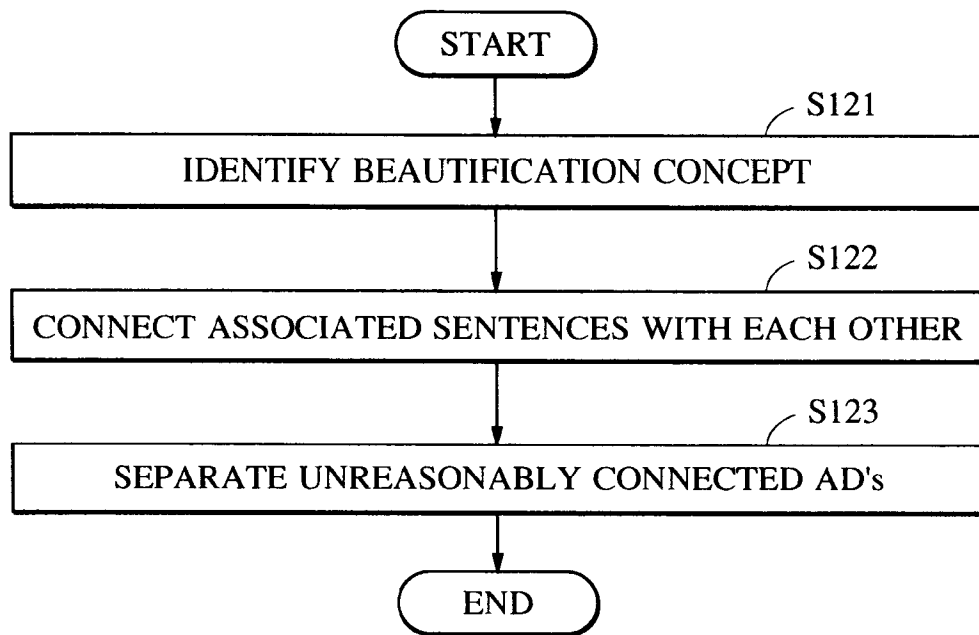 START
S121
IDENTIFY BEAUTIFICATION CONCEPT
S122
CONNECT ASSOCIATED SENTENCES WITH EACH OTHER
S123
SEPARATE UNREASONABLY CONNECTED AD's
END